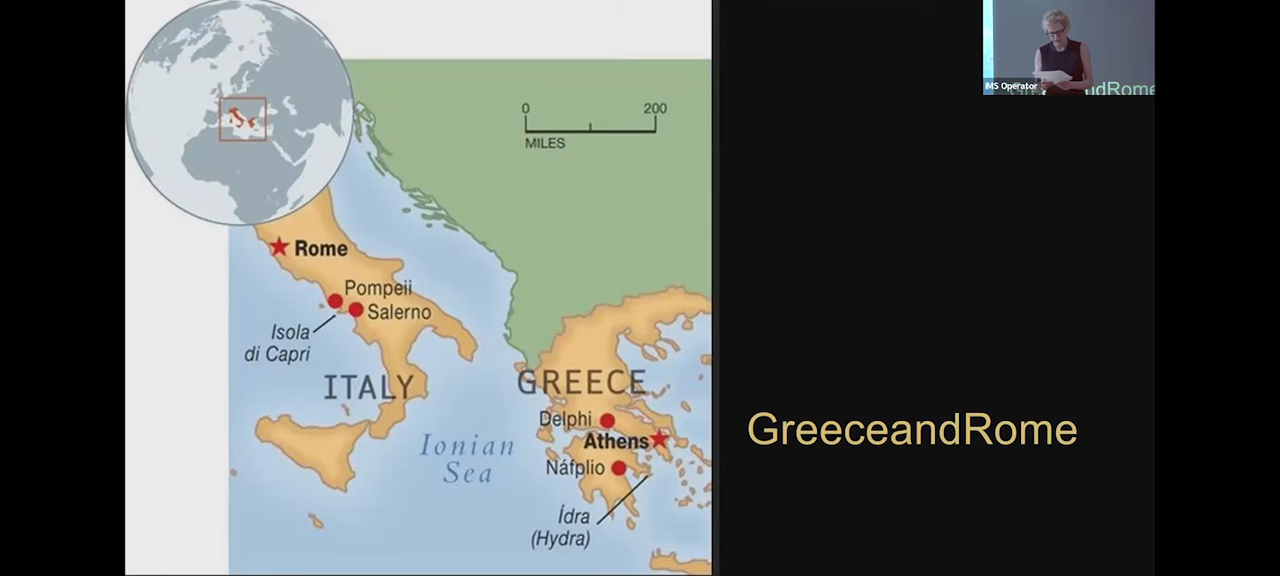 0 200
MILES
Rome
Pompeii
Salerno
Isola
di Capri
ITALY
GREECE
Delphi
Athens
Náfplio
Ionian
Sea
Ídra
(Hydra)
GreeceandRome
IMS Operator